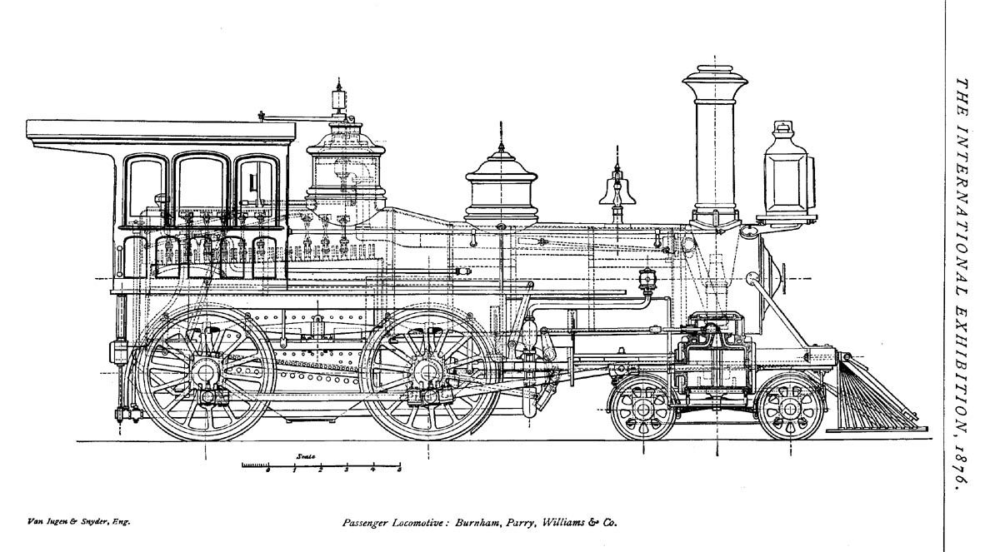 THE INTERNATIONAL EXHIBITION, 1876.
Scale
0 1 2 3 4 5
Van Ingen & Snyder, Eng.
Passenger Locomotive: Burnham, Parry, Williams & Co.